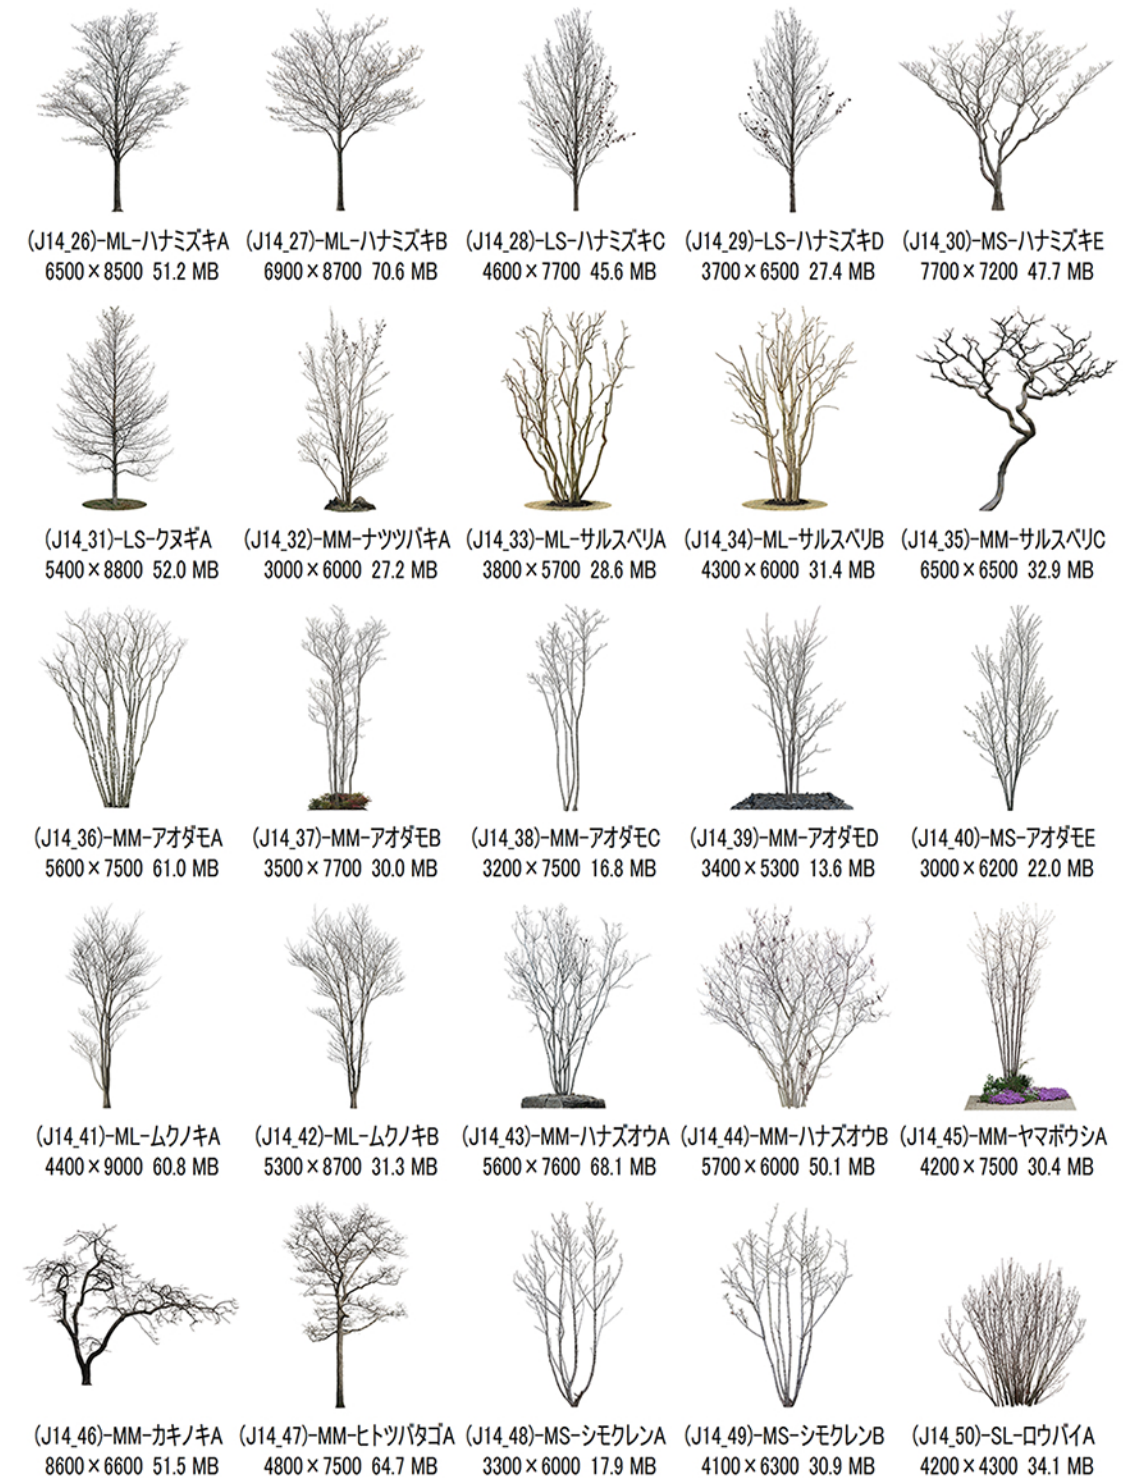 (J14_26)-ML-ハナミズキA (J14_27)-ML-ハナミズキB (J14_28)-LS-ハナミズキC (J14_29)-LS-ハナミズキD (J14_30)-MS-ハナミズキE
6500×8500 51.2 MB 6900×8700 70.6 MB 4600×7700 45.6 MB 3700×6500 27.4 MB 7700×7200 47.7 MB
(J14_31)-LS-クヌギA (J14_32)-MM-ナツツバキA (J14_33)-ML-サルスベリA (J14_34)-ML-サルスベリB (J14_35)-MM-サルスベリC
5400×8800 52.0 MB 3000×6000 27.2 MB 3800×5700 28.6 MB 4300×6000 31.4 MB 6500×6500 32.9 MB
(J14_36)-MM-アオダモA (J14_37)-MM-アオダモB (J14_38)-MM-アオダモC (J14_39)-MM-アオダモD (J14_40)-MS-アオダモE
5600×7500 61.0 MB 3500×7700 30.0 MB 3200×7500 16.8 MB 3400×5300 13.6 MB 3000×6200 22.0 MB
(J14_41)-ML-ムクノキA (J14_42)-ML-ムクノキB (J14_43)-MM-ハナズオウA (J14_44)-MM-ハナズオウB (J14_45)-MM-ヤマボウシA
4400×9000 60.8 MB 5300×8700 31.3 MB 5600×7600 68.1 MB 5700×6000 50.1 MB 4200×7500 30.4 MB
(J14_46)-MM-カキノキA (J14_47)-MM-ヒトツバタゴA (J14_48)-MS-シモクレンA (J14_49)-MS-シモクレンB (J14_50)-SL-ロウバイA
8600×6600 51.5 MB 4800×7500 64.7 MB 3300×6000 17.9 MB 4100×6300 30.9 MB 4200×4300 34.1 MB